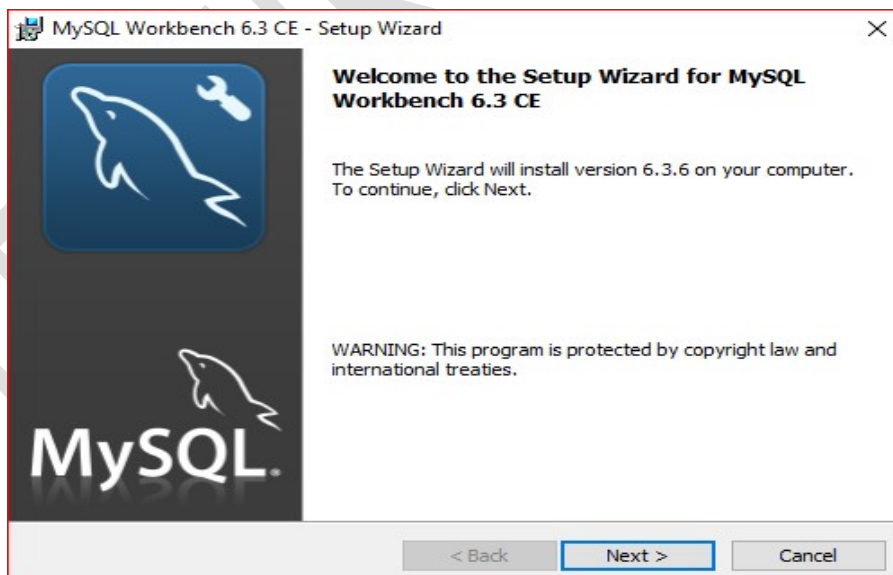 MySQL Workbench 6.3 CE - Setup Wizard
Welcome to the Setup Wizard for MySQL
Workbench 6.3 CE
The Setup Wizard will install version 6.3.6 on your computer.
To continue, click Next.
WARNING: This program is protected by copyright law and
international treaties.
MySQL®
< Back
Next >
Cancel